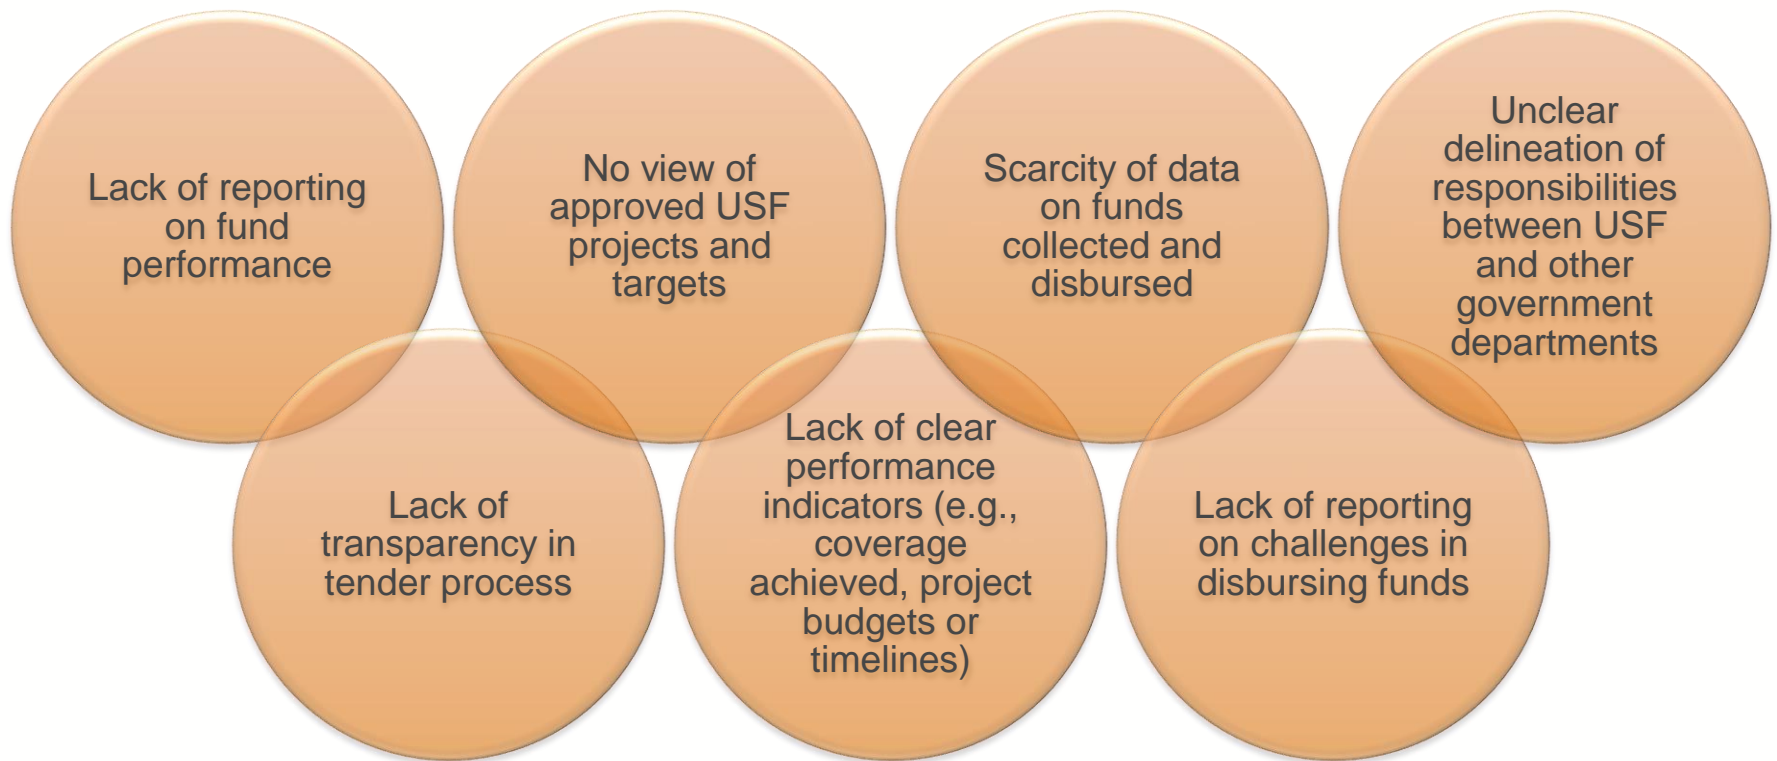 Lack of reporting
on fund
performance
No view of
approved USF
projects and
targets
Scarcity of data
on funds
collected and
disbursed
Unclear
delineation of
responsibilities
between USF
and other
government
departments
Lack of
transparency in
tender process
Lack of clear
performance
indicators (e.g.,
coverage
achieved, project
budgets or
timelines)
Lack of reporting
on challenges in
disbursing funds